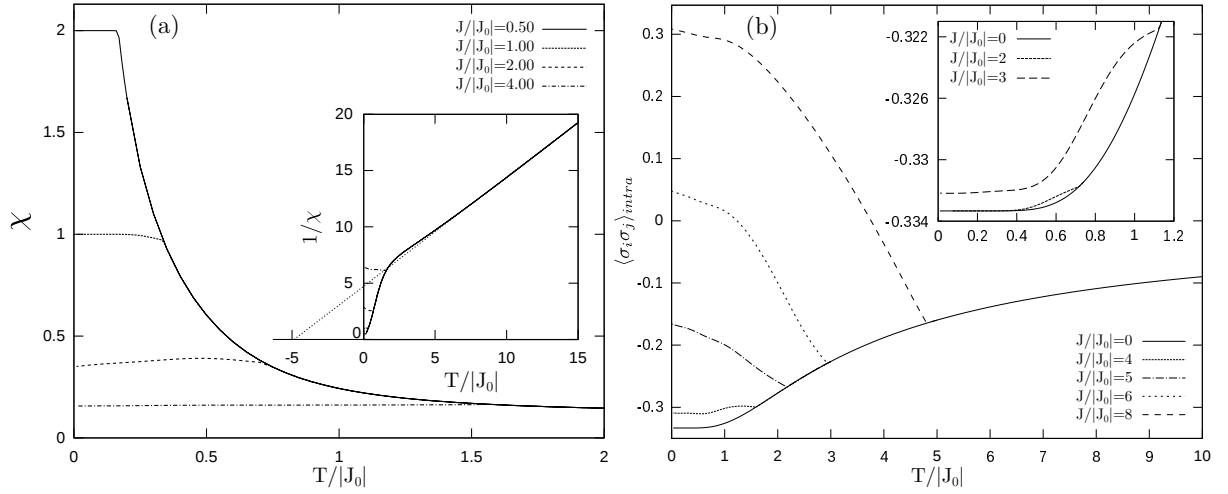 (a)
J/|J₀|=0.50
J/|J₀|=1.00
J/|J₀|=2.00
J/|J₀|=4.00
χ
2
1.5
1
0.5
0
0 0.5 1 1.5 2
T/|J₀|
1/χ
20
15
10
5
0
-5 0 5 10 15
T/|J₀|
(b)
⟨σᵢσⱼ⟩intra
0.3
0.2
0.1
0
-0.1
-0.2
-0.3
0 1 2 3 4 5 6 7 8 9 10
T/|J₀|
J/|J₀|=0
J/|J₀|=2
J/|J₀|=3
-0.322
-0.326
-0.33
-0.334
0 0.2 0.4 0.6 0.8 1 1.2
J/|J₀|=0
J/|J₀|=4
J/|J₀|=5
J/|J₀|=6
J/|J₀|=8